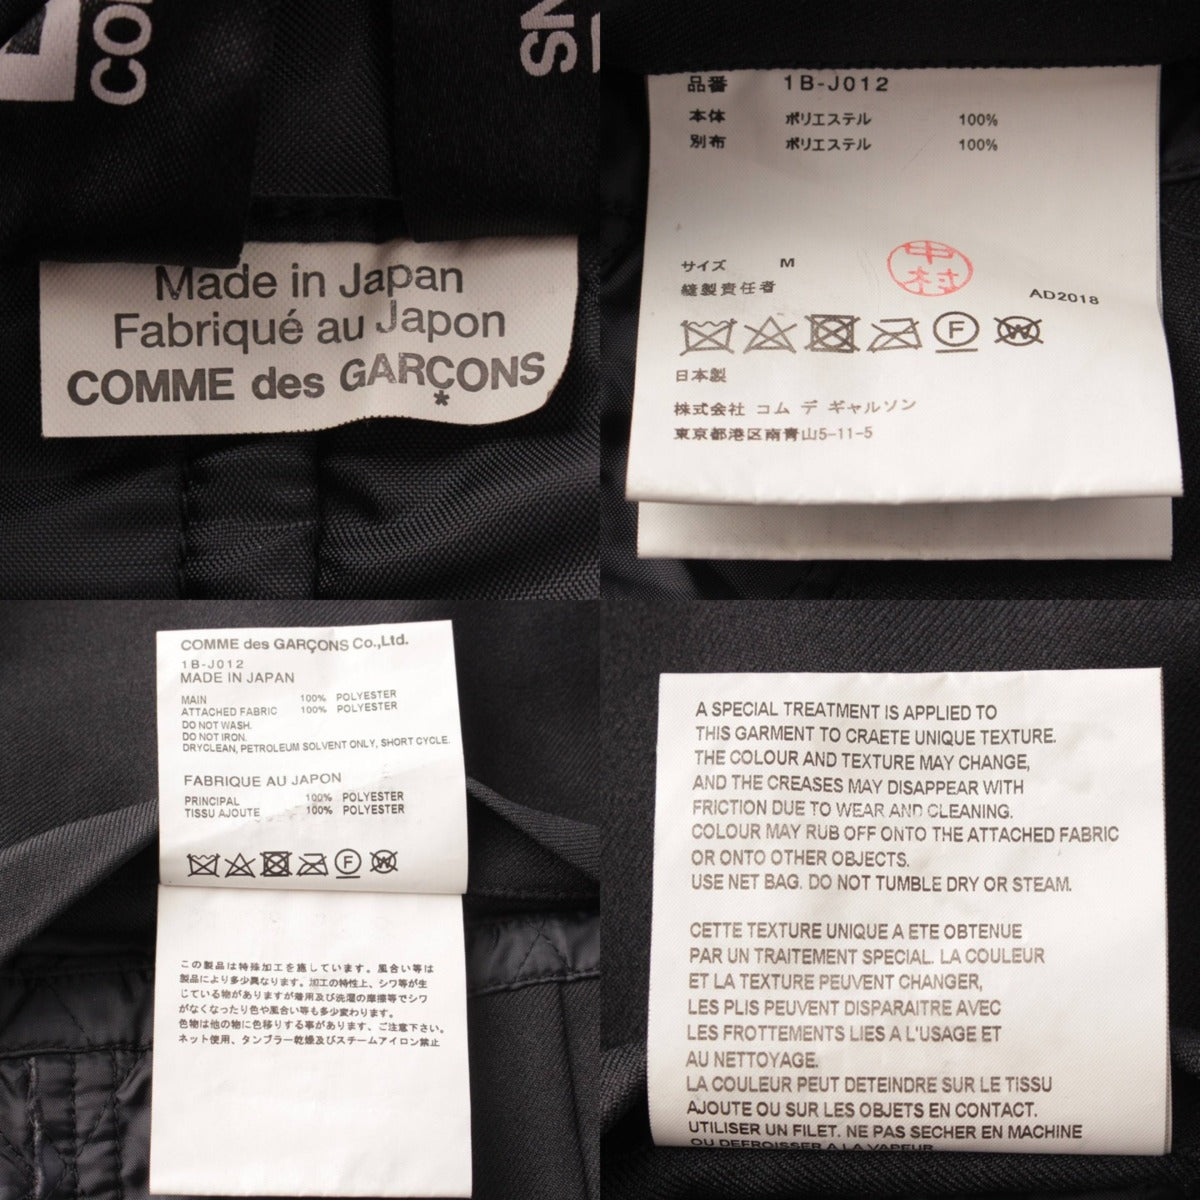 CO
SN
Made in Japan
Fabriqué au Japon
COMME des GARÇONS
*
品番 1B-J012
本体 ポリエステル 100%
別布 ポリエステル 100%
サイズ M
縫製責任者
中村
AD2018
F W
日本製
株式会社 コム デ ギャルソン
東京都港区南青山5-11-5
COMME des GARÇONS Co.,Ltd.
1B-J012
MADE IN JAPAN
MAIN 100% POLYESTER
ATTACHED FABRIC 100% POLYESTER
DO NOT WASH.
DO NOT IRON.
DRYCLEAN, PETROLEUM SOLVENT ONLY, SHORT CYCLE.
FABRIQUE AU JAPON
PRINCIPAL 100% POLYESTER
TISSU AJOUTE 100% POLYESTER
F W
この製品は特殊加工を施しています。風合い等は
製品により多少異なります。加工の特性上、シワ等が生
じている物がありますが着用及び洗濯の摩擦等でシワ
がなくなったり色や風合い等も多少変わります。
色物は他の物に色移りする事があります、ご注意下さい。
ネット使用、タンブラー乾燥及びスチームアイロン禁止
A SPECIAL TREATMENT IS APPLIED TO
THIS GARMENT TO CRAETE UNIQUE TEXTURE.
THE COLOUR AND TEXTURE MAY CHANGE,
AND THE CREASES MAY DISAPPEAR WITH
FRICTION DUE TO WEAR AND CLEANING.
COLOUR MAY RUB OFF ONTO THE ATTACHED FABRIC
OR ONTO OTHER OBJECTS.
USE NET BAG. DO NOT TUMBLE DRY OR STEAM.
CETTE TEXTURE UNIQUE A ETE OBTENUE
PAR UN TRAITEMENT SPECIAL. LA COULEUR
ET LA TEXTURE PEUVENT CHANGER,
LES PLIS PEUVENT DISPARAITRE AVEC
LES FROTTEMENTS LIES A L'USAGE ET
AU NETTOYAGE.
LA COULEUR PEUT DETEINDRE SUR LE TISSU
AJOUTE OU SUR LES OBJETS EN CONTACT.
UTILISER UN FILET. NE PAS SECHER EN MACHINE
OU DEFROISSER A LA VAPEUR.